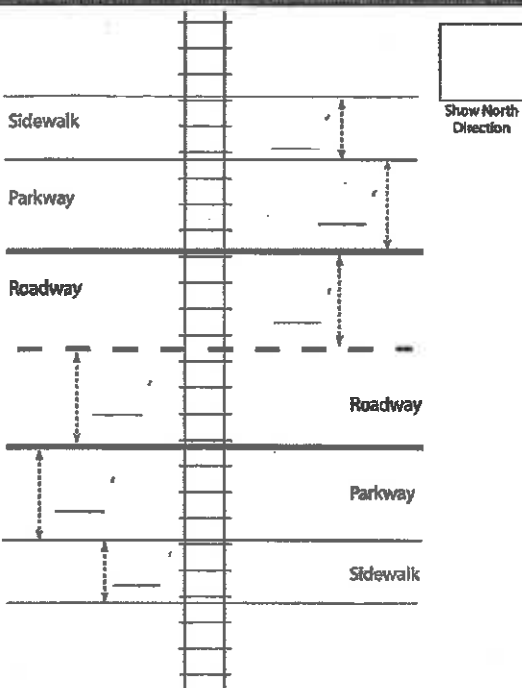 Sidewalk
Show North
Direction
Parkway
Roadway
Roadway
Parkway
Sidewalk